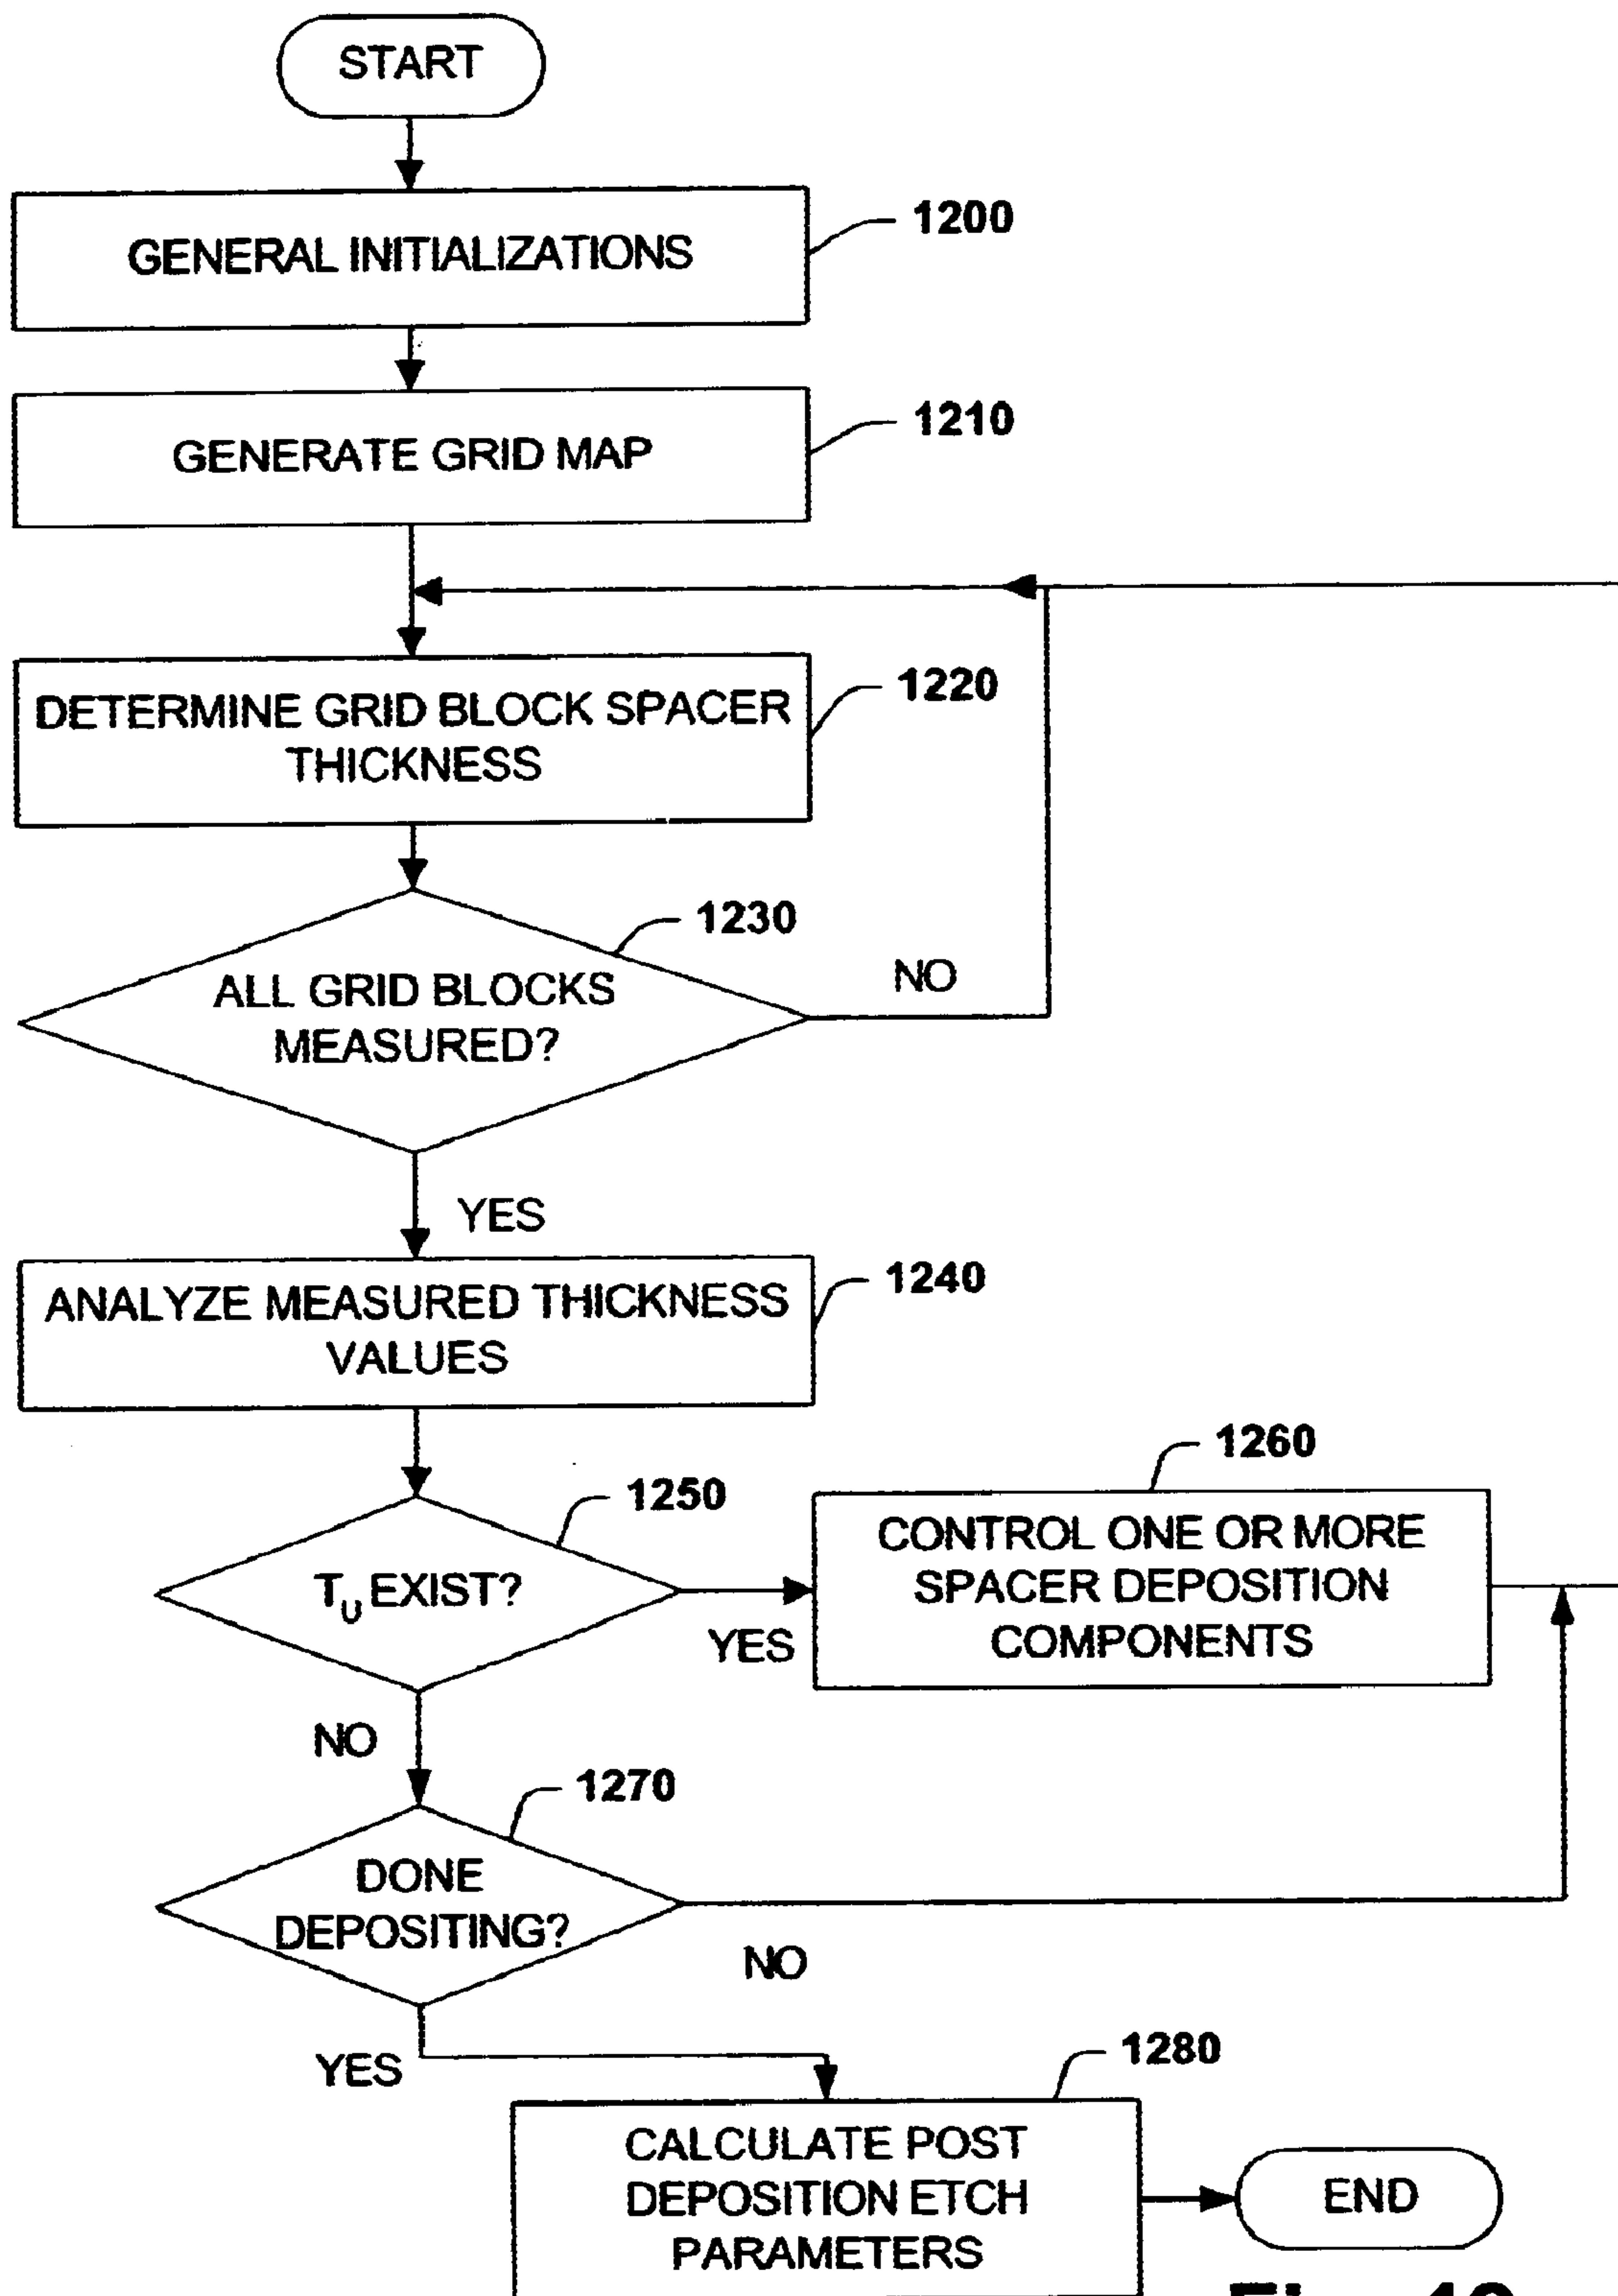 START
GENERAL INITIALIZATIONS
1200
GENERATE GRID MAP
1210
DETERMINE GRID BLOCK SPACER
THICKNESS
1220
ALL GRID BLOCKS
MEASURED?
1230
NO
YES
ANALYZE MEASURED THICKNESS
VALUES
1240
TU EXIST?
1250
YES
CONTROL ONE OR MORE
SPACER DEPOSITION
COMPONENTS
1260
NO
DONE
DEPOSITING?
1270
NO
YES
CALCULATE POST
DEPOSITION ETCH
PARAMETERS
1280
END